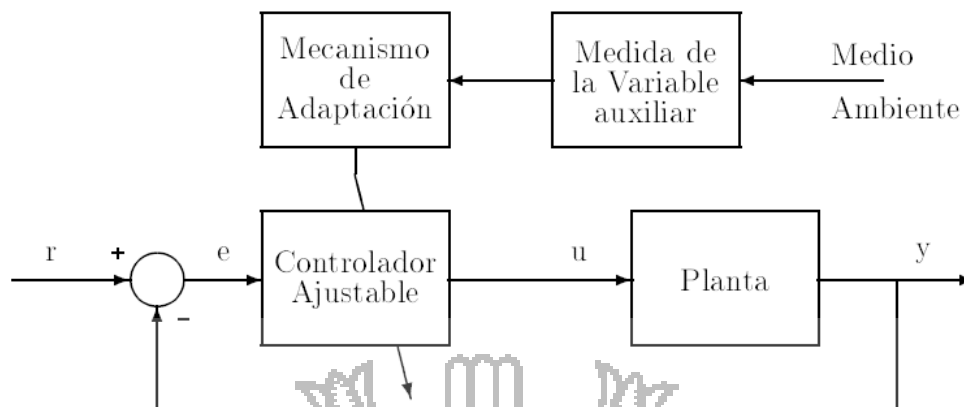 Mecanismo
de
Adaptación
Medida de
la Variable
auxiliar
Medio
Ambiente
r
+
-
e
Controlador
Ajustable
u
Planta
y